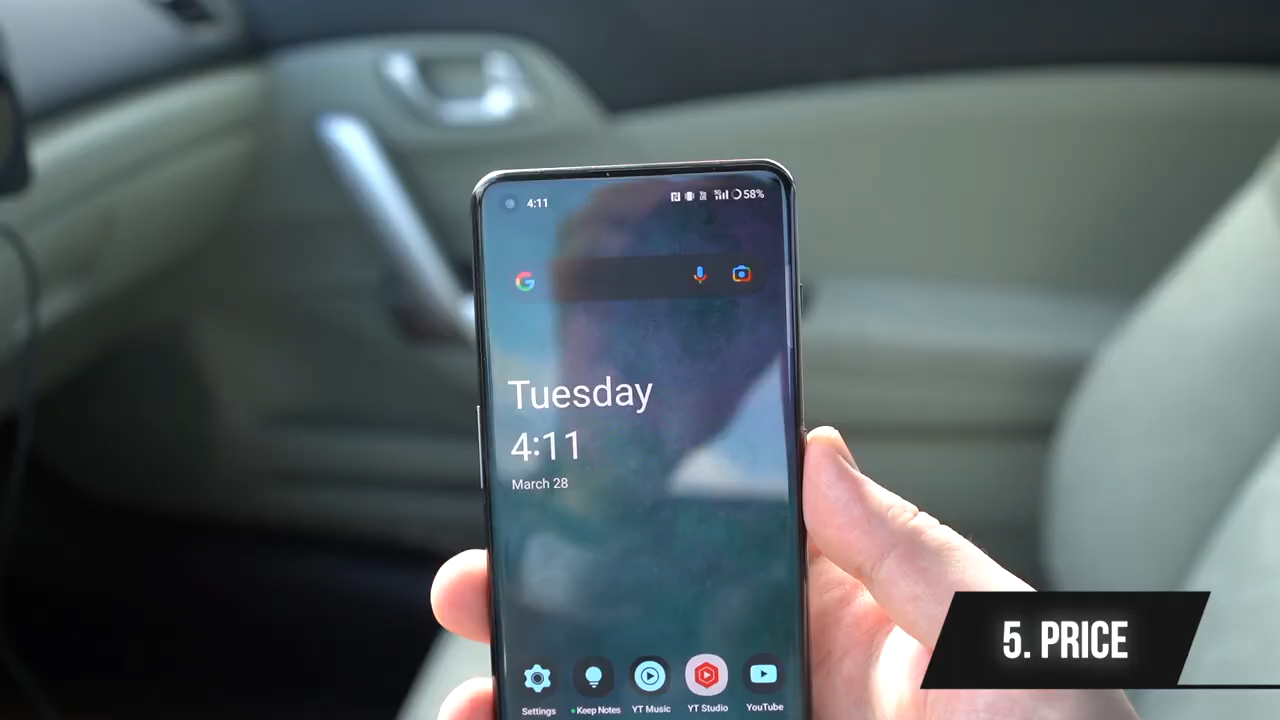 4:11
58%
Tuesday
4:11
March 28
Settings
Keep Notes
YT Music
YT Studio
YouTube
5. PRICE